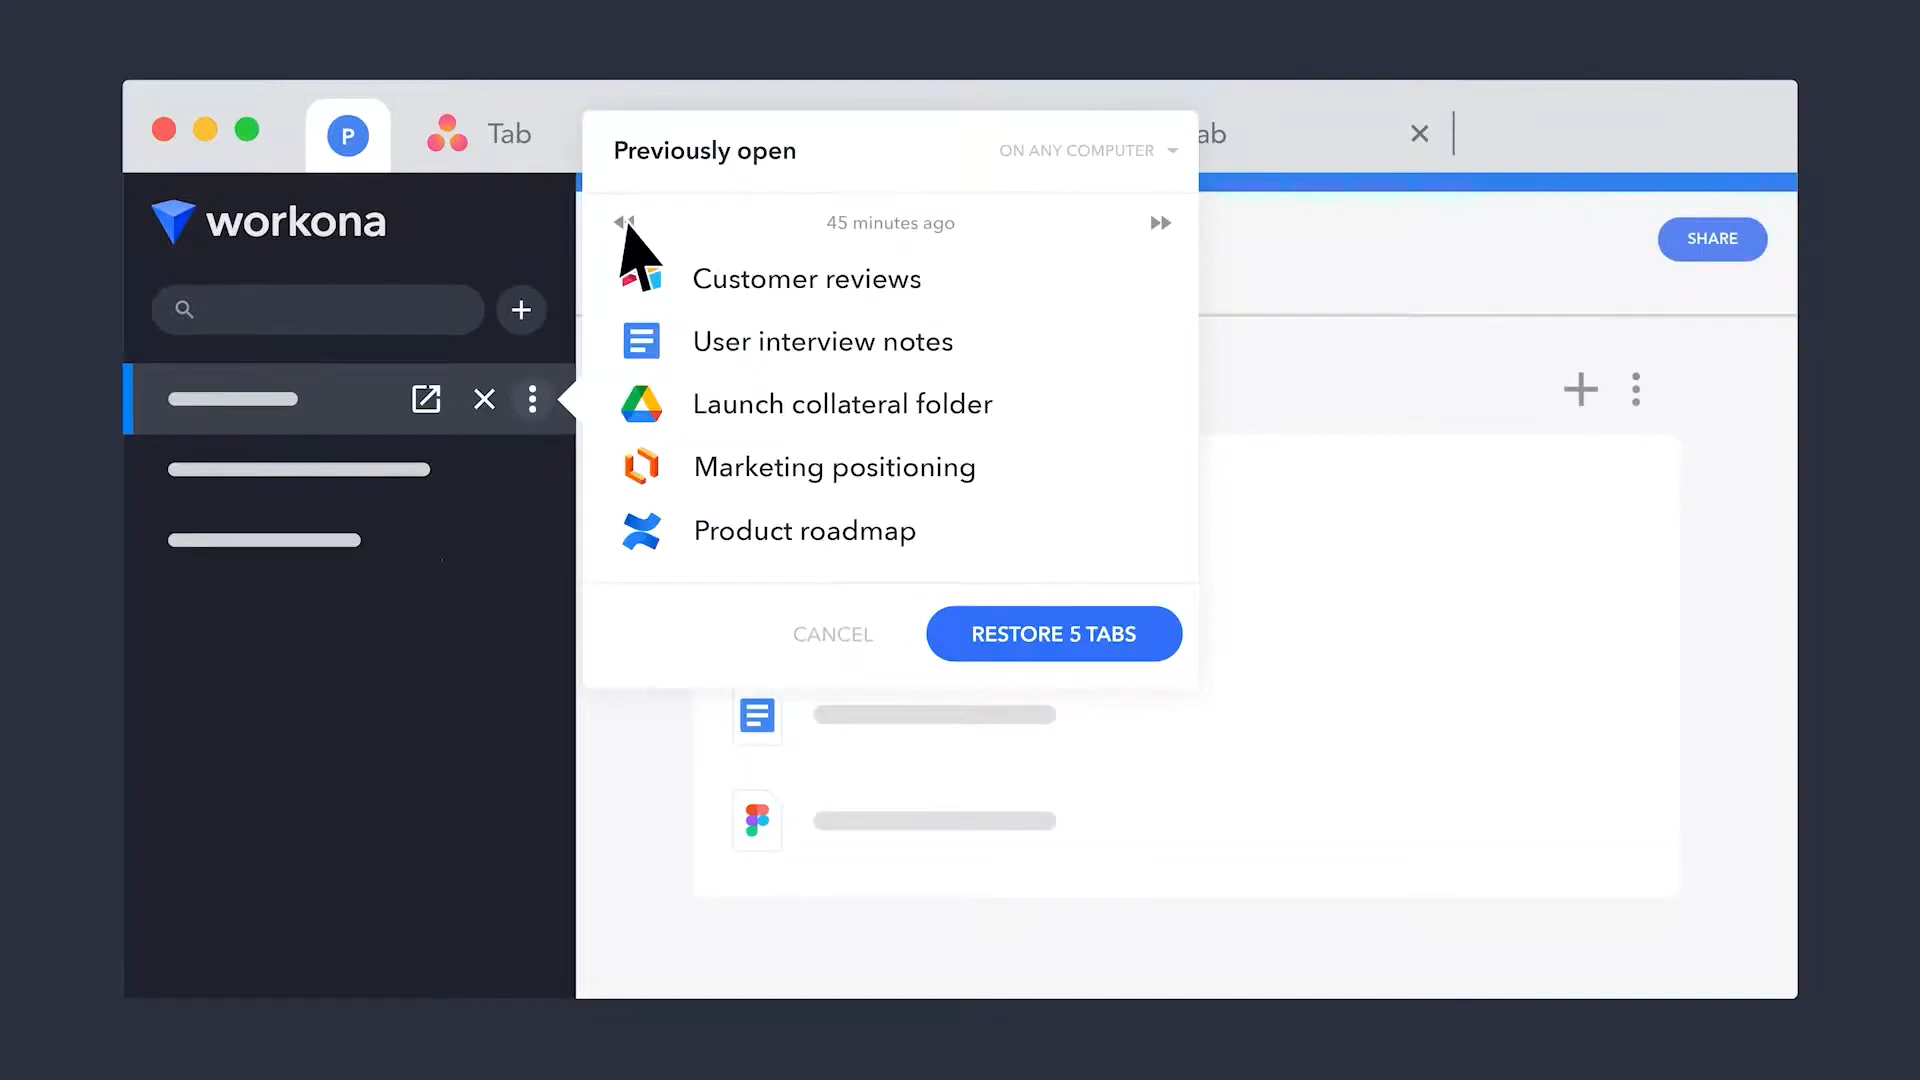 P
Tab
ab
workona
SHARE
Previously open
ON ANY COMPUTER
45 minutes ago
Customer reviews
User interview notes
Launch collateral folder
Marketing positioning
Product roadmap
CANCEL
RESTORE 5 TABS